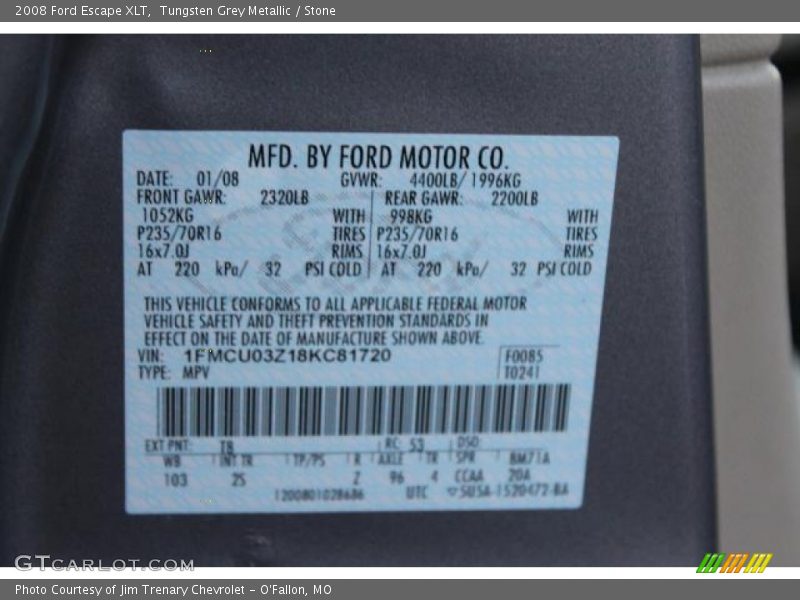 2008 Ford Escape XLT,  Tungsten Grey Metallic / Stone
MFD. BY FORD MOTOR CO.
DATE: 01/08 GVWR: 4400LB/ 1996KG
FRONT GAWR: 2320LB REAR GAWR: 2200LB
1052KG WITH 998KG WITH
P235/70R16 TIRES P235/70R16 TIRES
16x7.0J RIMS 16x7.0J RIMS
AT 220 kPa/ 32 PSI COLD AT 220 kPa/ 32 PSI COLD
THIS VEHICLE CONFORMS TO ALL APPLICABLE FEDERAL MOTOR
VEHICLE SAFETY AND THEFT PREVENTION STANDARDS IN
EFFECT ON THE DATE OF MANUFACTURE SHOWN ABOVE.
VIN: 1FMCU03Z18KC81720 F0085
TYPE: MPV T0241
EXT PNT: T8 RC: 53 DSO:
WB INT TR TP/PS R AXLE TR SPR RM71A
103 2S Z 96 4 CCAA 20A
1200801028686 UTC 5U5A-1520472-BA
GTCarLot.com
Photo Courtesy of Jim Trenary Chevrolet - O'Fallon, MO